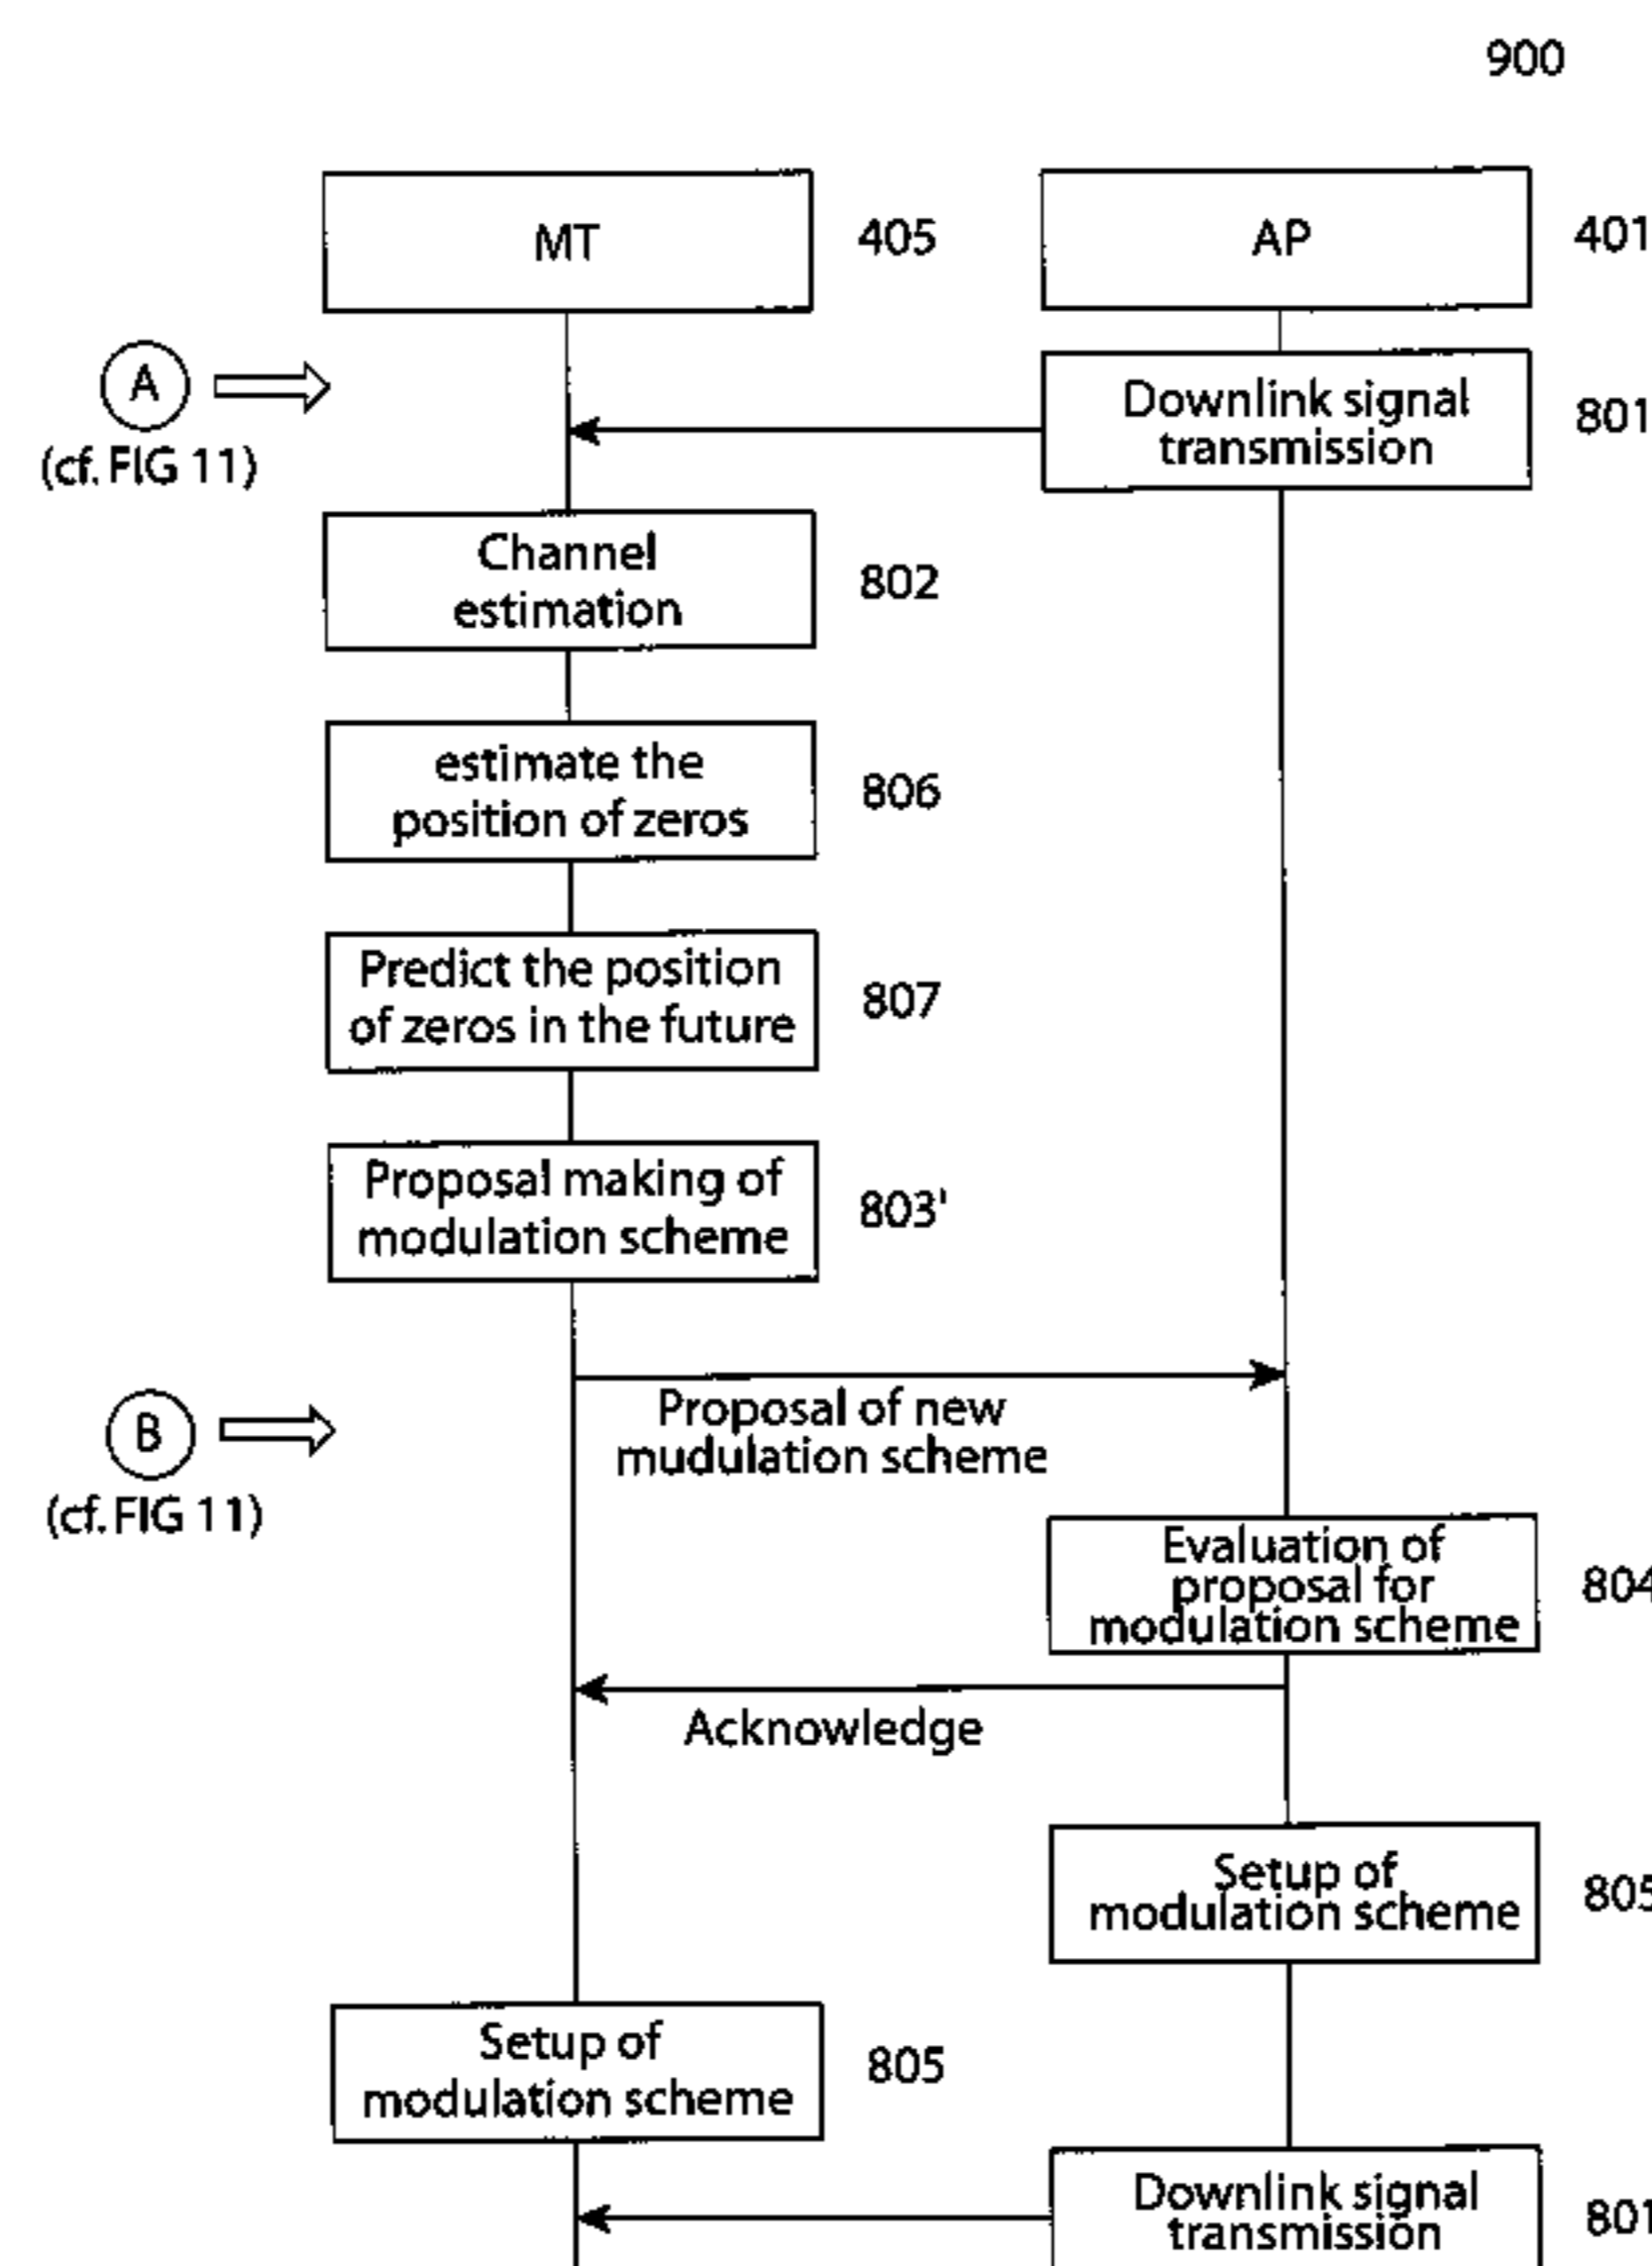 900
MT
405
AP
401
A
(cf. FIG 11)
Downlink signal
transmission
801
Channel
estimation
802
estimate the
position of zeros
806
Predict the position
of zeros in the future
807
Proposal making of
modulation scheme
803'
B
(cf. FIG 11)
Proposal of new
mudulation scheme
Evaluation of
proposal for
modulation scheme
804
Acknowledge
Setup of
modulation scheme
805
Setup of
modulation scheme
805
Downlink signal
transmission
801